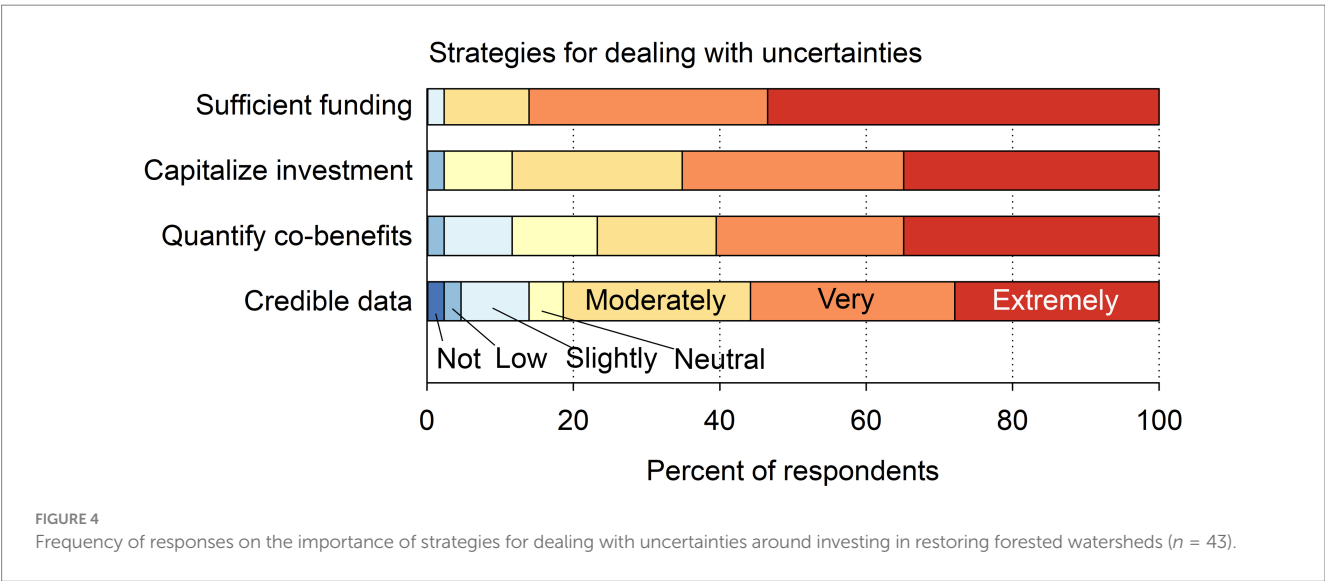 Strategies for dealing with uncertainties
Sufficient funding
Capitalize investment
Quantify co-benefits
Credible data
Moderately Very Extremely
Not Low Slightly Neutral
0 20 40 60 80 100
Percent of respondents
FIGURE 4
Frequency of responses on the importance of strategies for dealing with uncertainties around investing in restoring forested watersheds (n = 43).